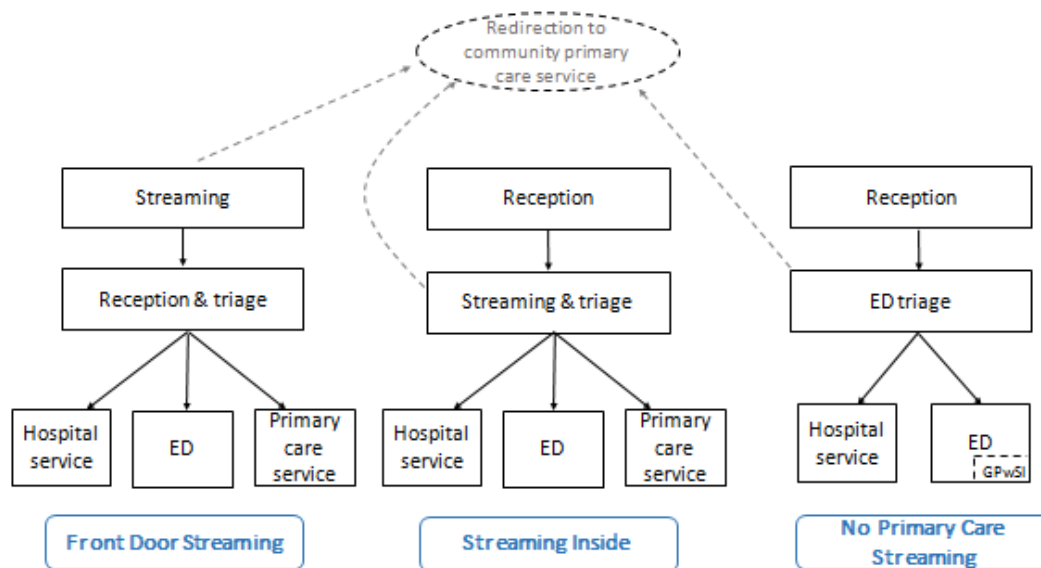 Redirection to
community primary
care service
Streaming
Reception
Reception
Reception & triage
Streaming & triage
ED triage
Hospital
service
ED
Primary
care
service
Hospital
service
ED
Primary
care
service
Hospital
service
ED
GPwSI
Front Door Streaming
Streaming Inside
No Primary Care
Streaming